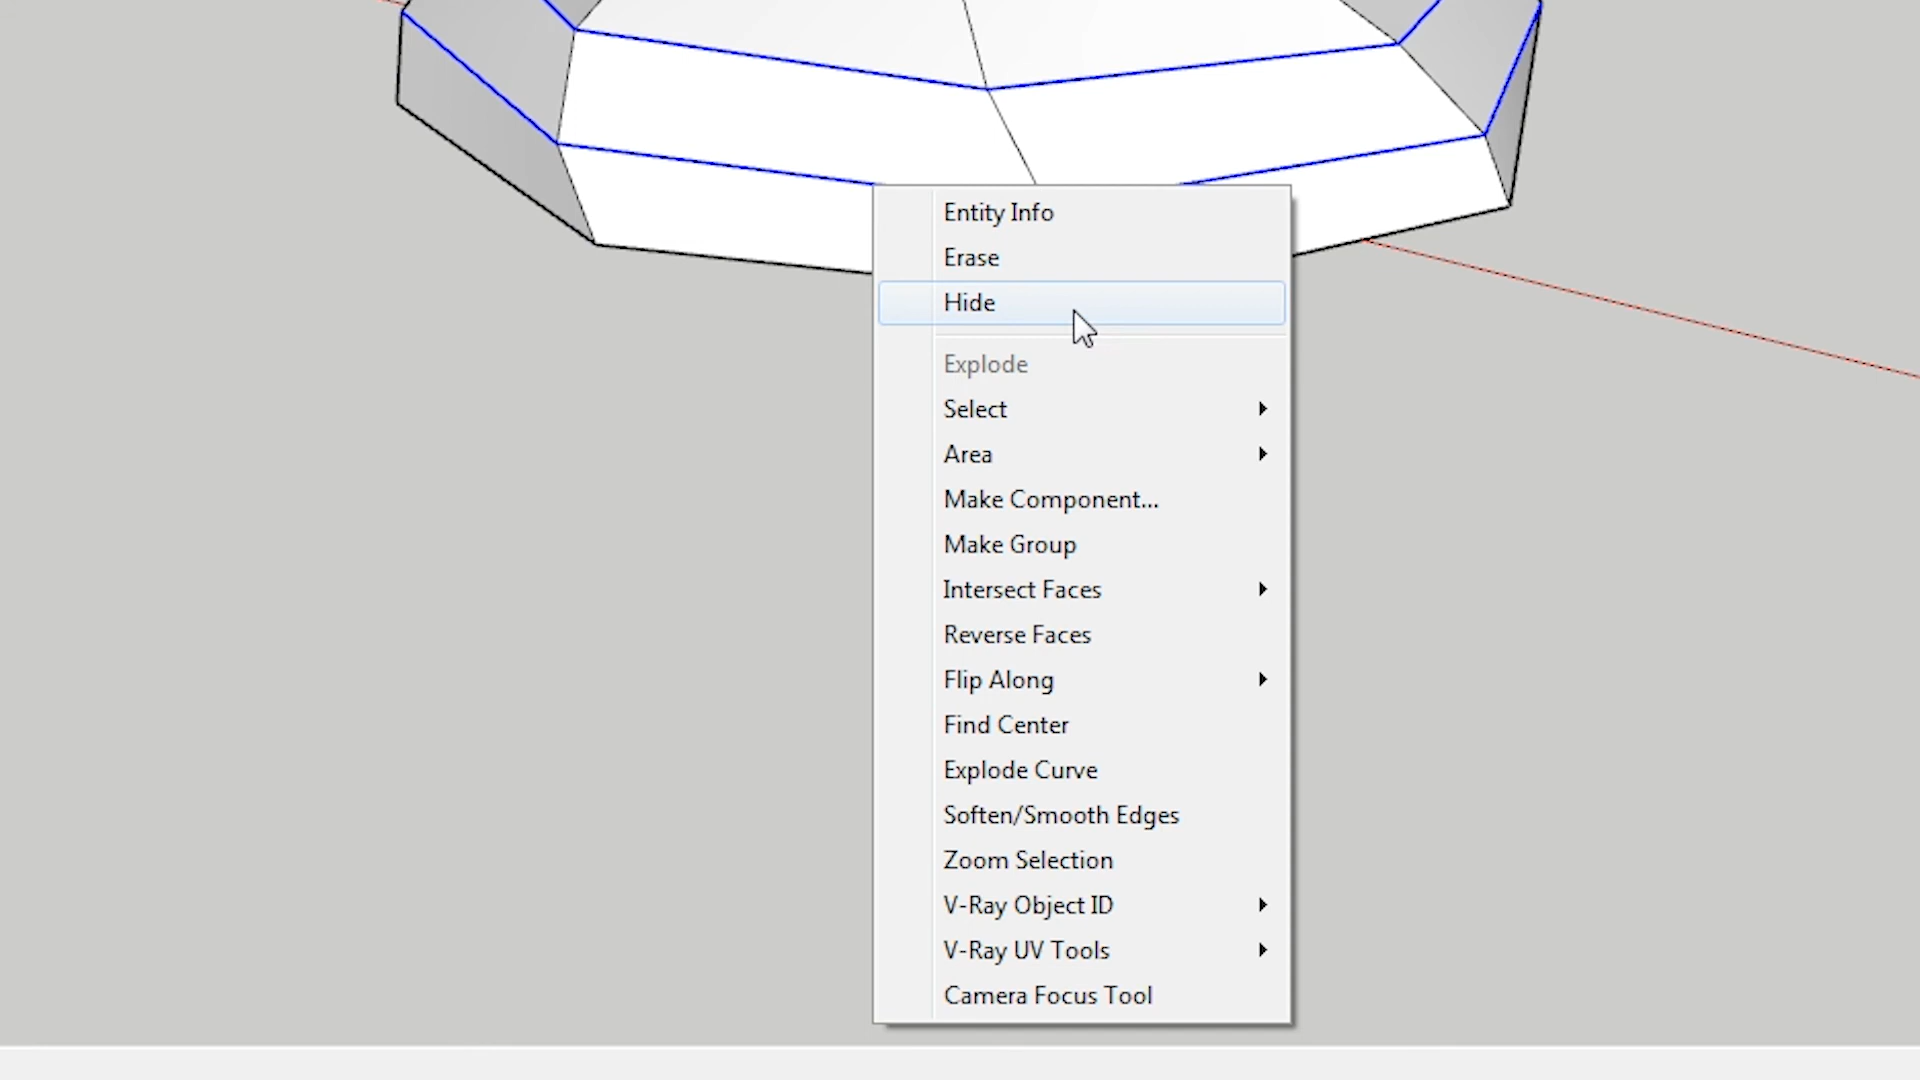 Entity Info
Erase
Hide
Explode
Select
Area
Make Component...
Make Group
Intersect Faces
Reverse Faces
Flip Along
Find Center
Explode Curve
Soften/Smooth Edges
Zoom Selection
V-Ray Object ID
V-Ray UV Tools
Camera Focus Tool